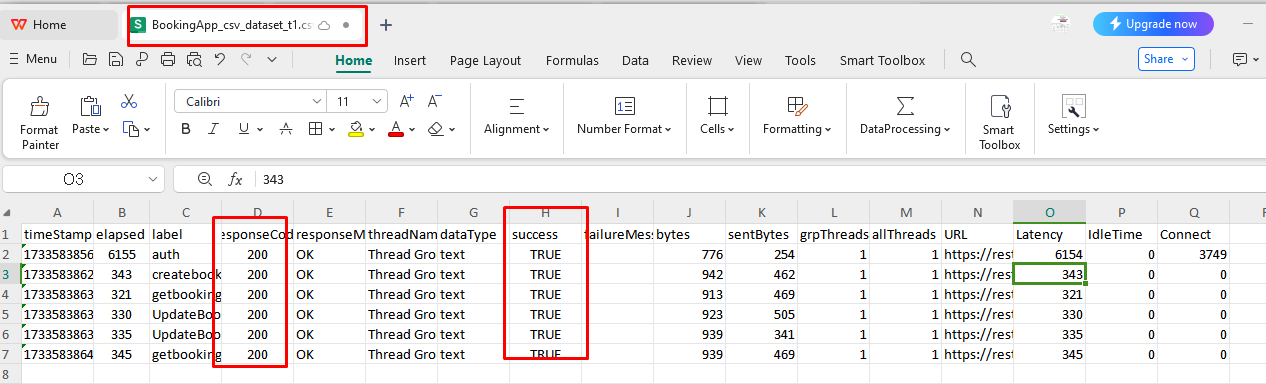 Home BookingApp_csv_dataset_t1.cs + Upgrade now
Menu Home Insert Page Layout Formulas Data Review View Tools Smart Toolbox Share
Calibri 11 A+ A-
Format Painter Paste B I U A A Alignment Number Format Cells Formatting DataProcessing Smart Toolbox Settings
O3 fx 343
A B C D E F G H I J K L M N O P Q
1 timeStamp elapsed label esponseCod responseM threadNam dataType success failureMess bytes sentBytes grpThreads allThreads URL Latency IdleTime Connect
2 1733583856 6155 auth 200 OK Thread Gro text TRUE 776 254 1 1 https://rest 6154 0 3749
3 1733583862 343 createbook 200 OK Thread Gro text TRUE 942 462 1 1 https://rest 343 0 0
4 1733583863 321 getbooking 200 OK Thread Gro text TRUE 913 469 1 1 https://rest 321 0 0
5 1733583863 330 UpdateBoo 200 OK Thread Gro text TRUE 923 505 1 1 https://rest 330 0 0
6 1733583863 335 UpdateBoo 200 OK Thread Gro text TRUE 939 341 1 1 https://rest 335 0 0
7 1733583864 345 getbooking 200 OK Thread Gro text TRUE 939 469 1 1 https://rest 345 0 0
8